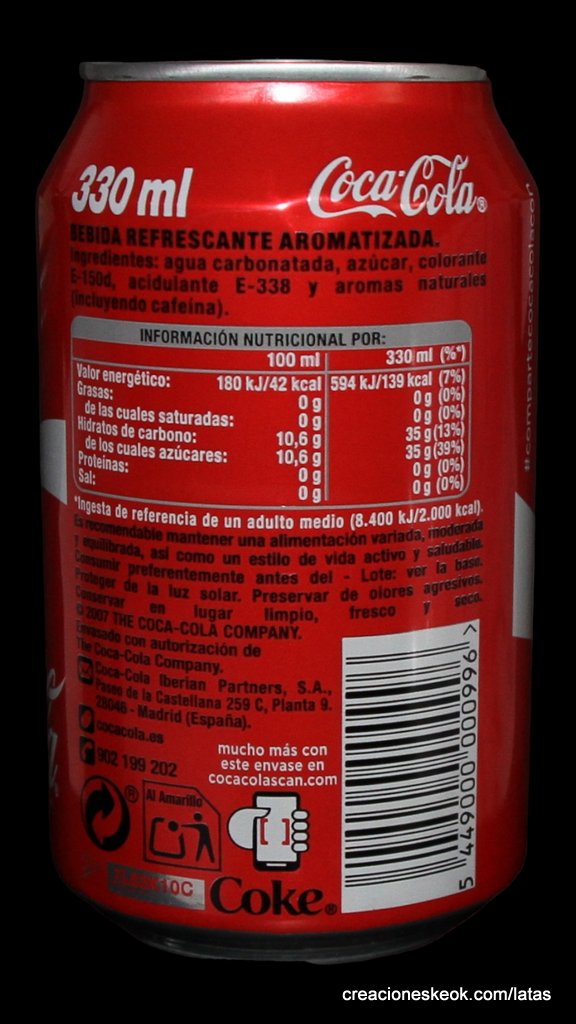 330 ml
Coca-Cola®
BEBIDA REFRESCANTE AROMATIZADA.
Ingredientes: agua carbonatada, azúcar, colorante
E-150d, acidulante E-338 y aromas naturales
(incluyendo cafeína).
INFORMACIÓN NUTRICIONAL POR:
100 ml 330 ml (%*)
Valor energético: 180 kJ/42 kcal 594 kJ/139 kcal (7%)
Grasas: 0 g 0 g (0%)
de las cuales saturadas: 0 g 0 g (0%)
Hidratos de carbono: 10,6 g 35 g (13%)
de los cuales azúcares: 10,6 g 35 g (39%)
Proteínas: 0 g 0 g (0%)
Sal: 0 g 0 g (0%)
*Ingesta de referencia de un adulto medio (8.400 kJ/2.000 kcal).
Es recomendable mantener una alimentación variada, moderada
y equilibrada, así como un estilo de vida activo y saludable.
Consumir preferentemente antes del - Lote: ver la base.
Proteger de la luz solar. Preservar de olores agresivos.
Conservar en lugar limpio, fresco y seco.
© 2007 THE COCA-COLA COMPANY.
Envasado con autorización de
The Coca-Cola Company.
Coca-Cola Iberian Partners, S.A.,
Paseo de la Castellana 259 C, Planta 9.
28046 - Madrid (España).
cocacola.es
902 199 202
mucho más con
este envase en
cocacolascan.com
®
Al Amarillo
Coke®
5 449000 000996 >
#compartecocacolacon
creacioneskeok.com/latas